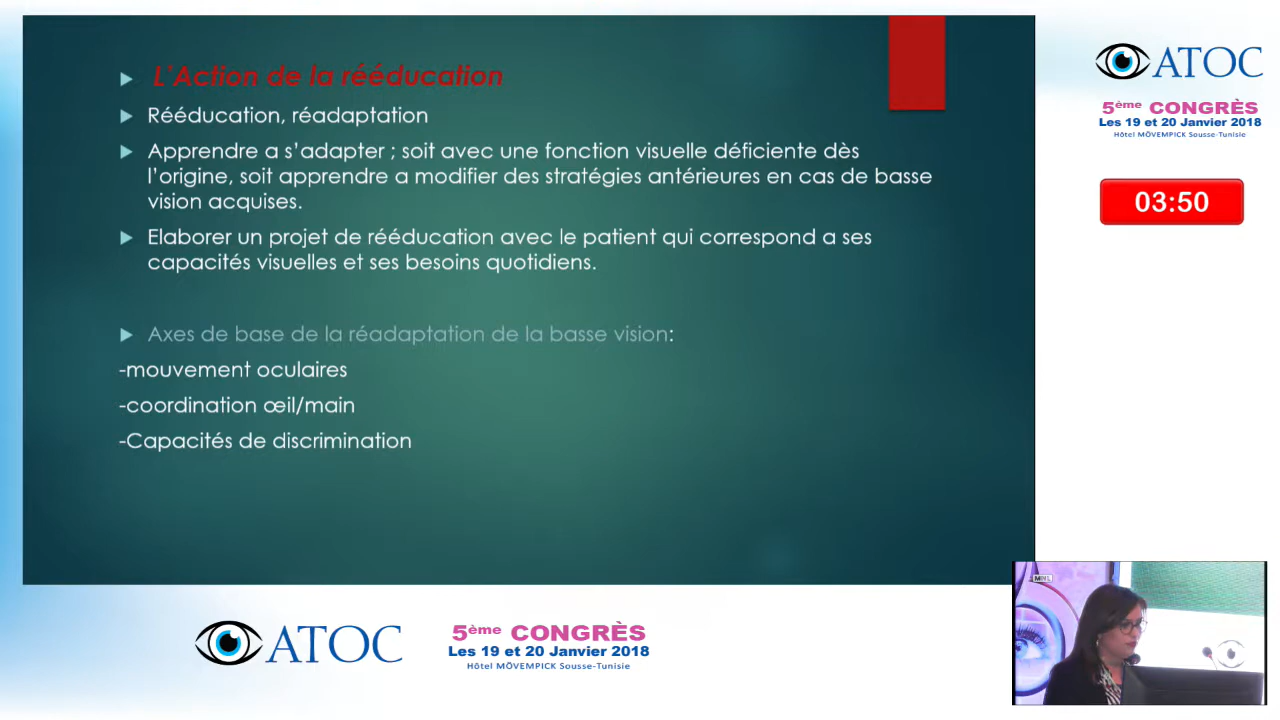 L'Action de la rééducation
Rééducation, réadaptation
Apprendre a s'adapter ; soit avec une fonction visuelle déficiente dès
l'origine, soit apprendre a modifier des stratégies antérieures en cas de basse
vision acquises.
Elaborer un projet de rééducation avec le patient qui correspond a ses
capacités visuelles et ses besoins quotidiens.
Axes de base de la réadaptation de la basse vision:
-mouvement oculaires
-coordination œil/main
-Capacités de discrimination
ATOC
5ème CONGRÈS
Les 19 et 20 Janvier 2018
Hôtel MÖVEMPICK Sousse-Tunisie
03:50
ATOC
5ème CONGRÈS
Les 19 et 20 Janvier 2018
Hôtel MÖVEMPICK Sousse-Tunisie